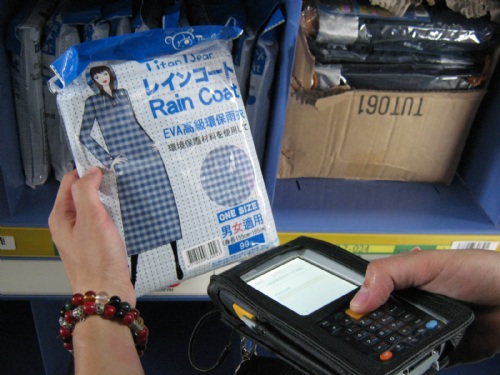 Titan Bear
レインコート
Rain Coat
EVA高級環保雨衣
環境保護材料を使用して
ONE SIZE
男女適用
99
TUT061